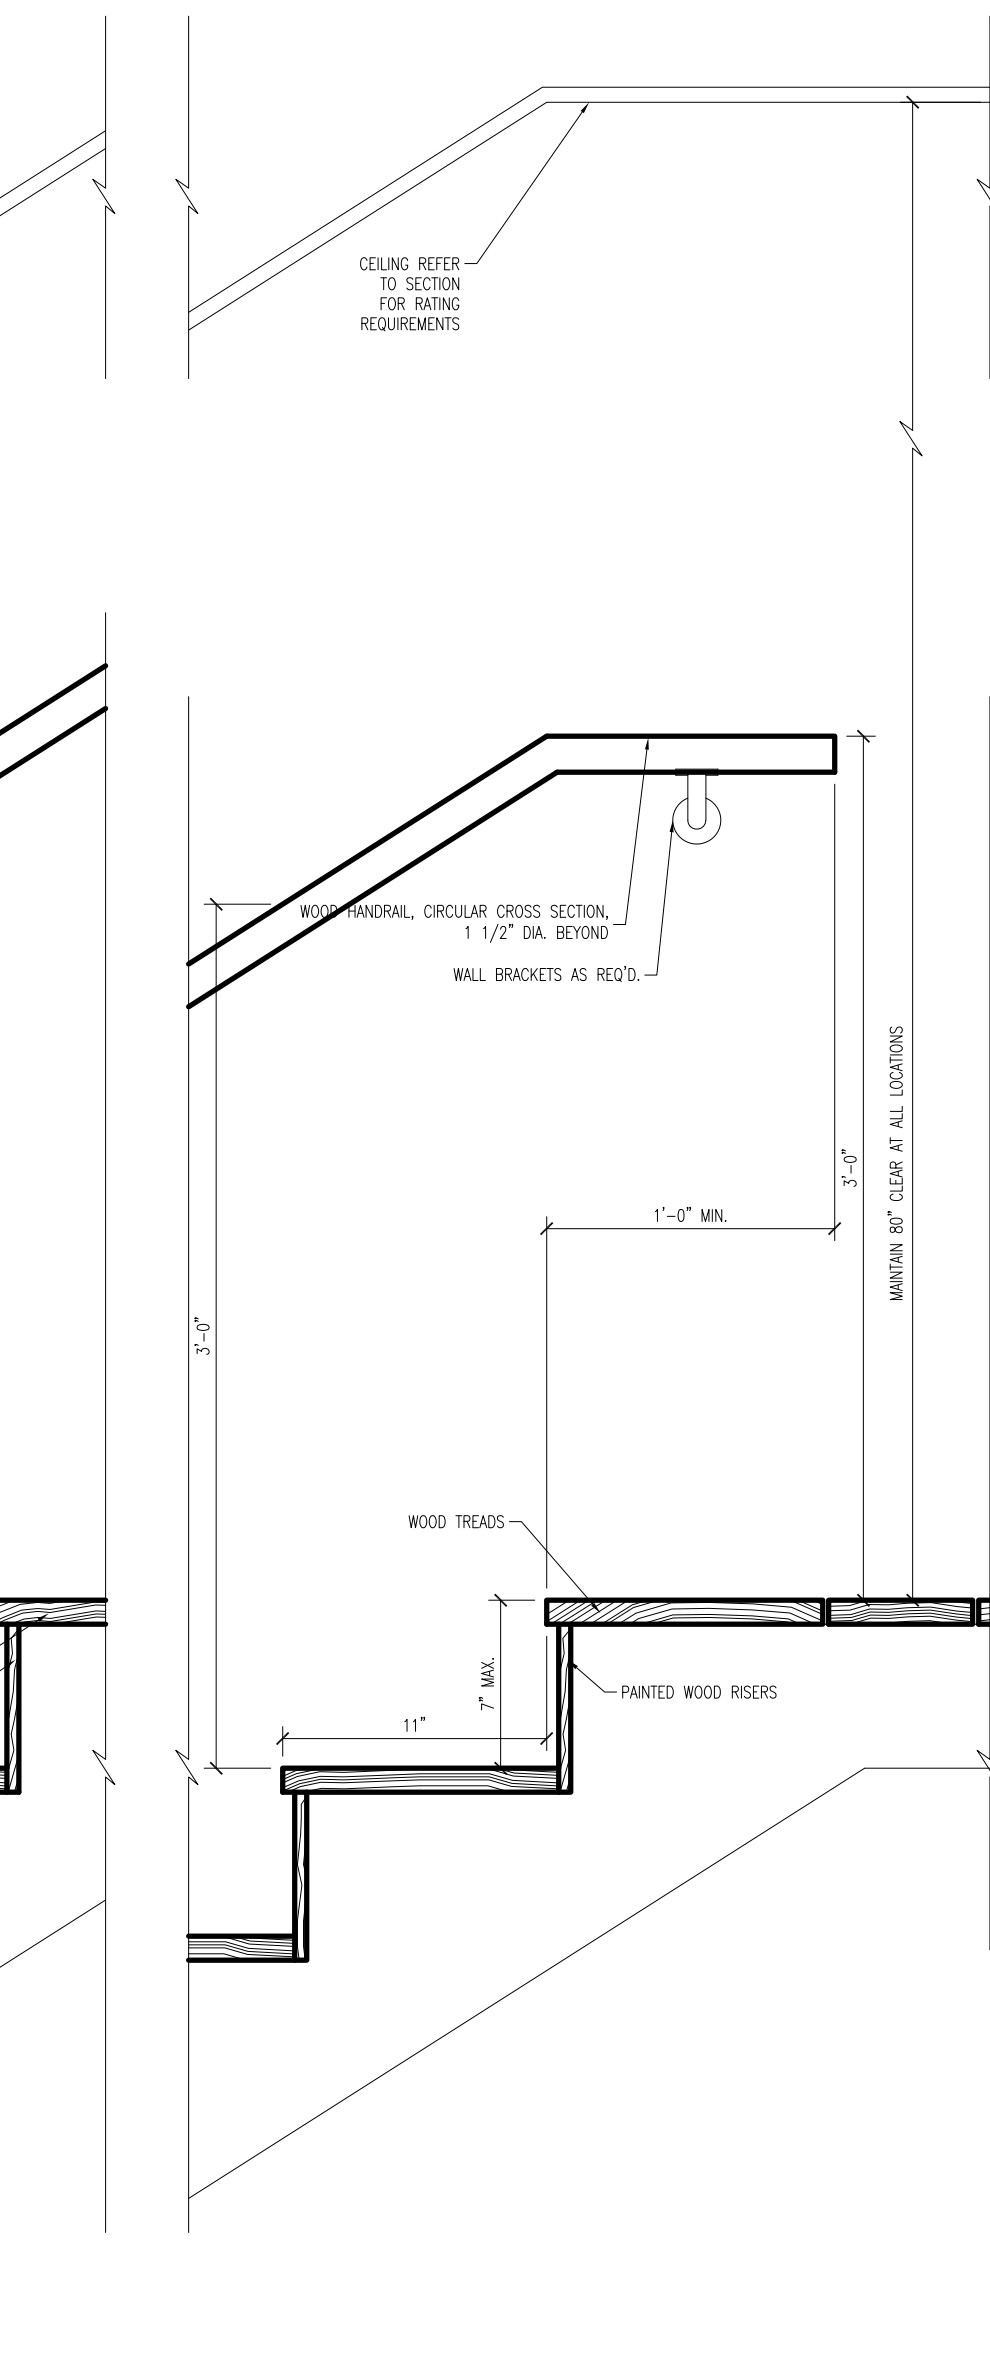 CEILING REFER
TO SECTION
FOR RATING
REQUIREMENTS
WOOD HANDRAIL, CIRCULAR CROSS SECTION,
1 1/2" DIA. BEYOND
WALL BRACKETS AS REQ'D.
MAINTAIN 80" CLEAR AT ALL LOCATIONS
3'-0"
1'-0" MIN.
3'-0"
WOOD TREADS
7" MAX.
PAINTED WOOD RISERS
11"